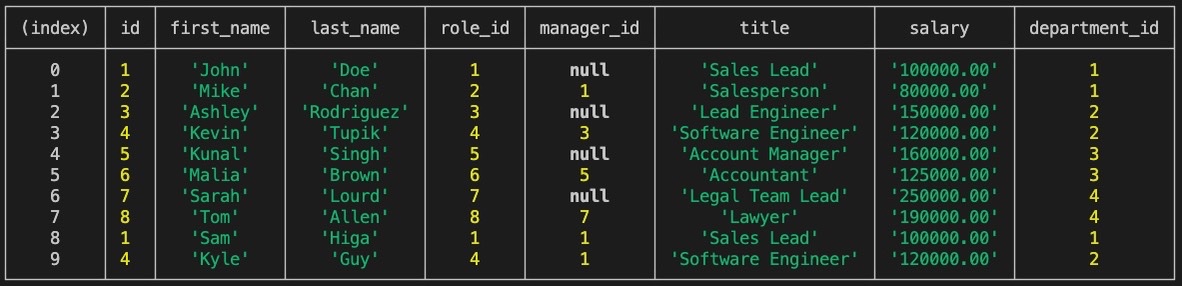 (index) id first_name last_name role_id manager_id title salary department_id
0 1 'John' 'Doe' 1 null 'Sales Lead' '100000.00' 1
1 2 'Mike' 'Chan' 2 1 'Salesperson' '80000.00' 1
2 3 'Ashley' 'Rodriguez' 3 null 'Lead Engineer' '150000.00' 2
3 4 'Kevin' 'Tupik' 4 3 'Software Engineer' '120000.00' 2
4 5 'Kunal' 'Singh' 5 null 'Account Manager' '160000.00' 3
5 6 'Malia' 'Brown' 6 5 'Accountant' '125000.00' 3
6 7 'Sarah' 'Lourd' 7 null 'Legal Team Lead' '250000.00' 4
7 8 'Tom' 'Allen' 8 7 'Lawyer' '190000.00' 4
8 1 'Sam' 'Higa' 1 1 'Sales Lead' '100000.00' 1
9 4 'Kyle' 'Guy' 4 1 'Software Engineer' '120000.00' 2